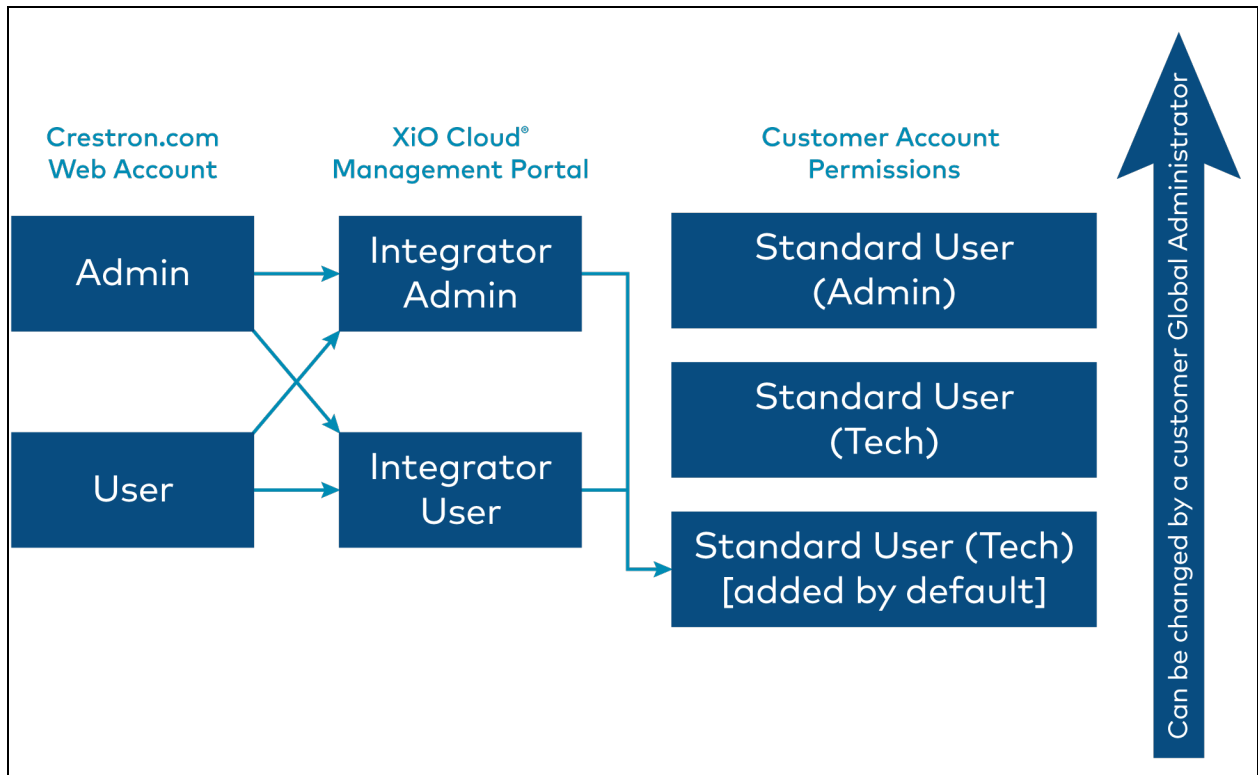 Crestron.com
Web Account
XiO Cloud®
Management Portal
Customer Account
Permissions
Admin
Integrator
Admin
Standard User
(Admin)
Standard User
(Tech)
User
Integrator
User
Standard User (Tech)
[added by default]
Can be changed by a customer Global Administrator